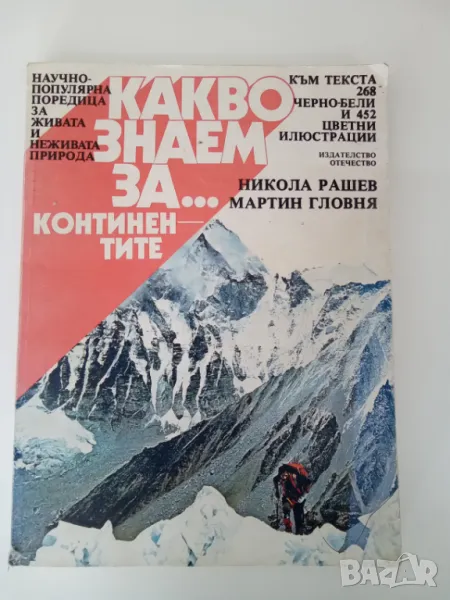 НАУЧНО-
ПОПУЛЯРНА
ПОРЕДИЦА
ЗА
ЖИВАТА
И
НЕЖИВАТА
ПРИРОДА
КАКВО
ЗНАЕМ
ЗА...
КОНТИНЕН-
ТИТЕ
КЪМ ТЕКСТА
268
ЧЕРНО-БЕЛИ
И 452
ЦВЕТНИ
ИЛЮСТРАЦИИ
ИЗДАТЕЛСТВО
ОТЕЧЕСТВО
НИКОЛА РАШЕВ
МАРТИН ГЛОВНЯ
BAZAR